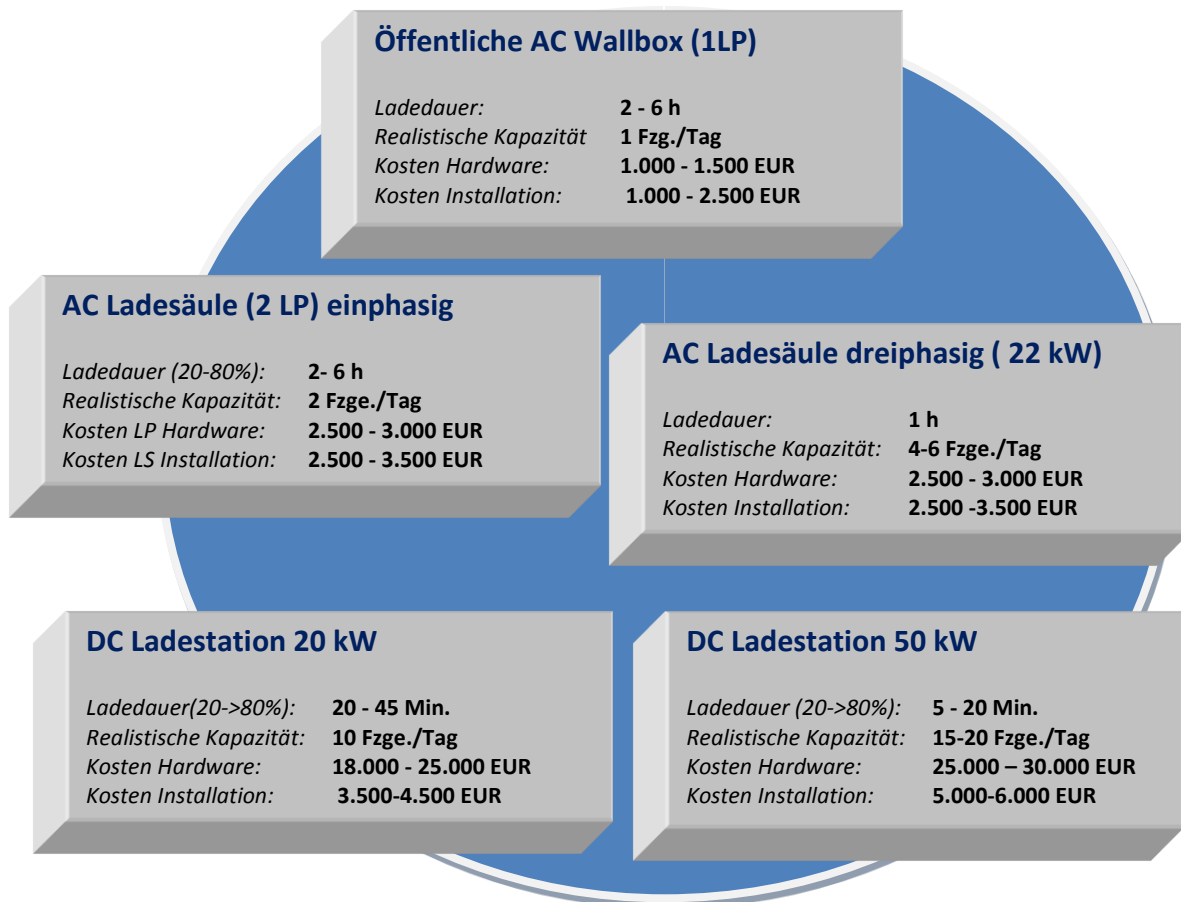 Öffentliche AC Wallbox (1LP)
Ladedauer: 2 - 6 h
Realistische Kapazität 1 Fzg./Tag
Kosten Hardware: 1.000 - 1.500 EUR
Kosten Installation: 1.000 - 2.500 EUR
AC Ladesäule (2 LP) einphasig
Ladedauer (20-80%): 2- 6 h
Realistische Kapazität: 2 Fzge./Tag
Kosten LP Hardware: 2.500 - 3.000 EUR
Kosten LS Installation: 2.500 - 3.500 EUR
AC Ladesäule dreiphasig ( 22 kW)
Ladedauer: 1 h
Realistische Kapazität: 4-6 Fzge./Tag
Kosten Hardware: 2.500 - 3.000 EUR
Kosten Installation: 2.500 -3.500 EUR
DC Ladestation 20 kW
Ladedauer(20->80%): 20 - 45 Min.
Realistische Kapazität: 10 Fzge./Tag
Kosten Hardware: 18.000 - 25.000 EUR
Kosten Installation: 3.500-4.500 EUR
DC Ladestation 50 kW
Ladedauer (20->80%): 5 - 20 Min.
Realistische Kapazität: 15-20 Fzge./Tag
Kosten Hardware: 25.000 – 30.000 EUR
Kosten Installation: 5.000-6.000 EUR